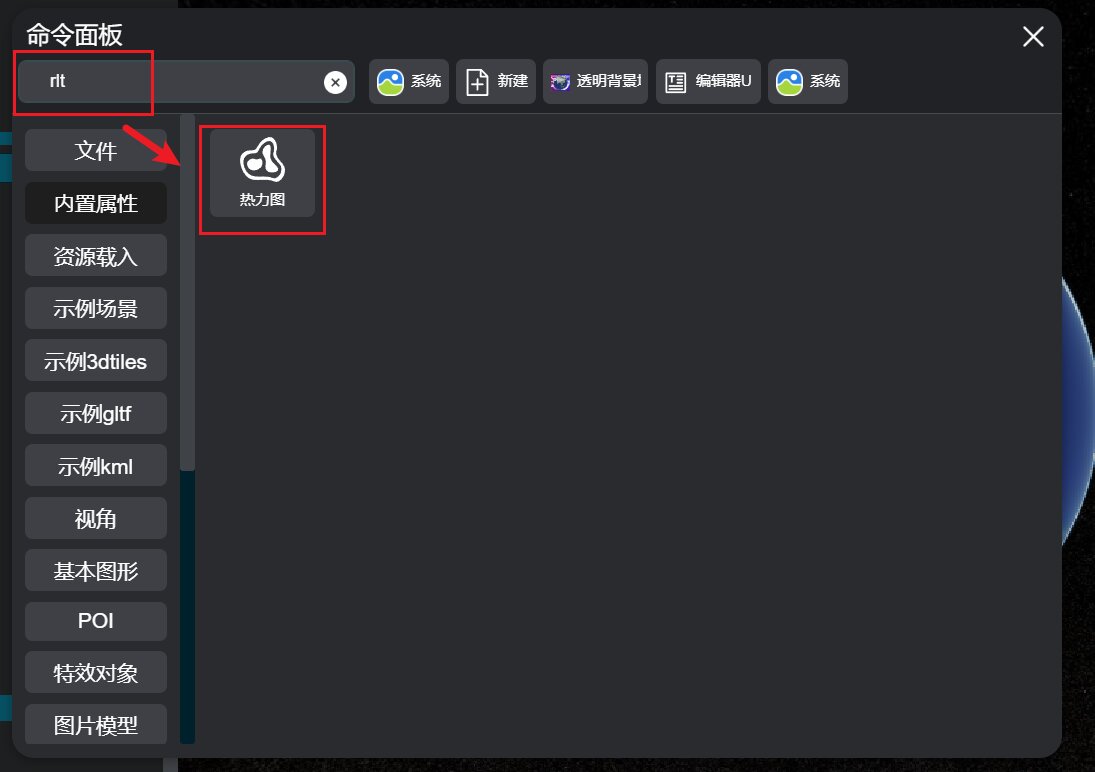 命令面板
rlt
系统
新建
透明背景
编辑器U
系统
文件
内置属性
资源载入
示例场景
示例3dtiles
示例gltf
示例kml
视角
基本图形
POI
特效对象
图片模型
热力图